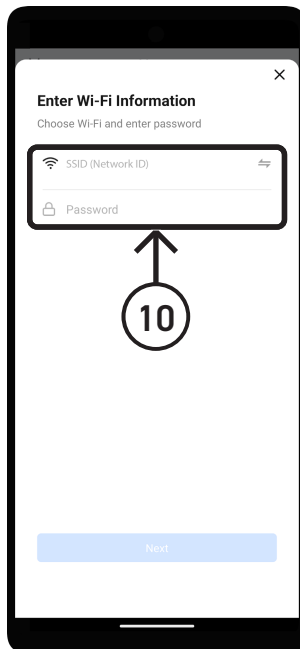 Enter Wi-Fi Information
Choose Wi-Fi and enter password
SSID (Network ID)
Password
10
Next